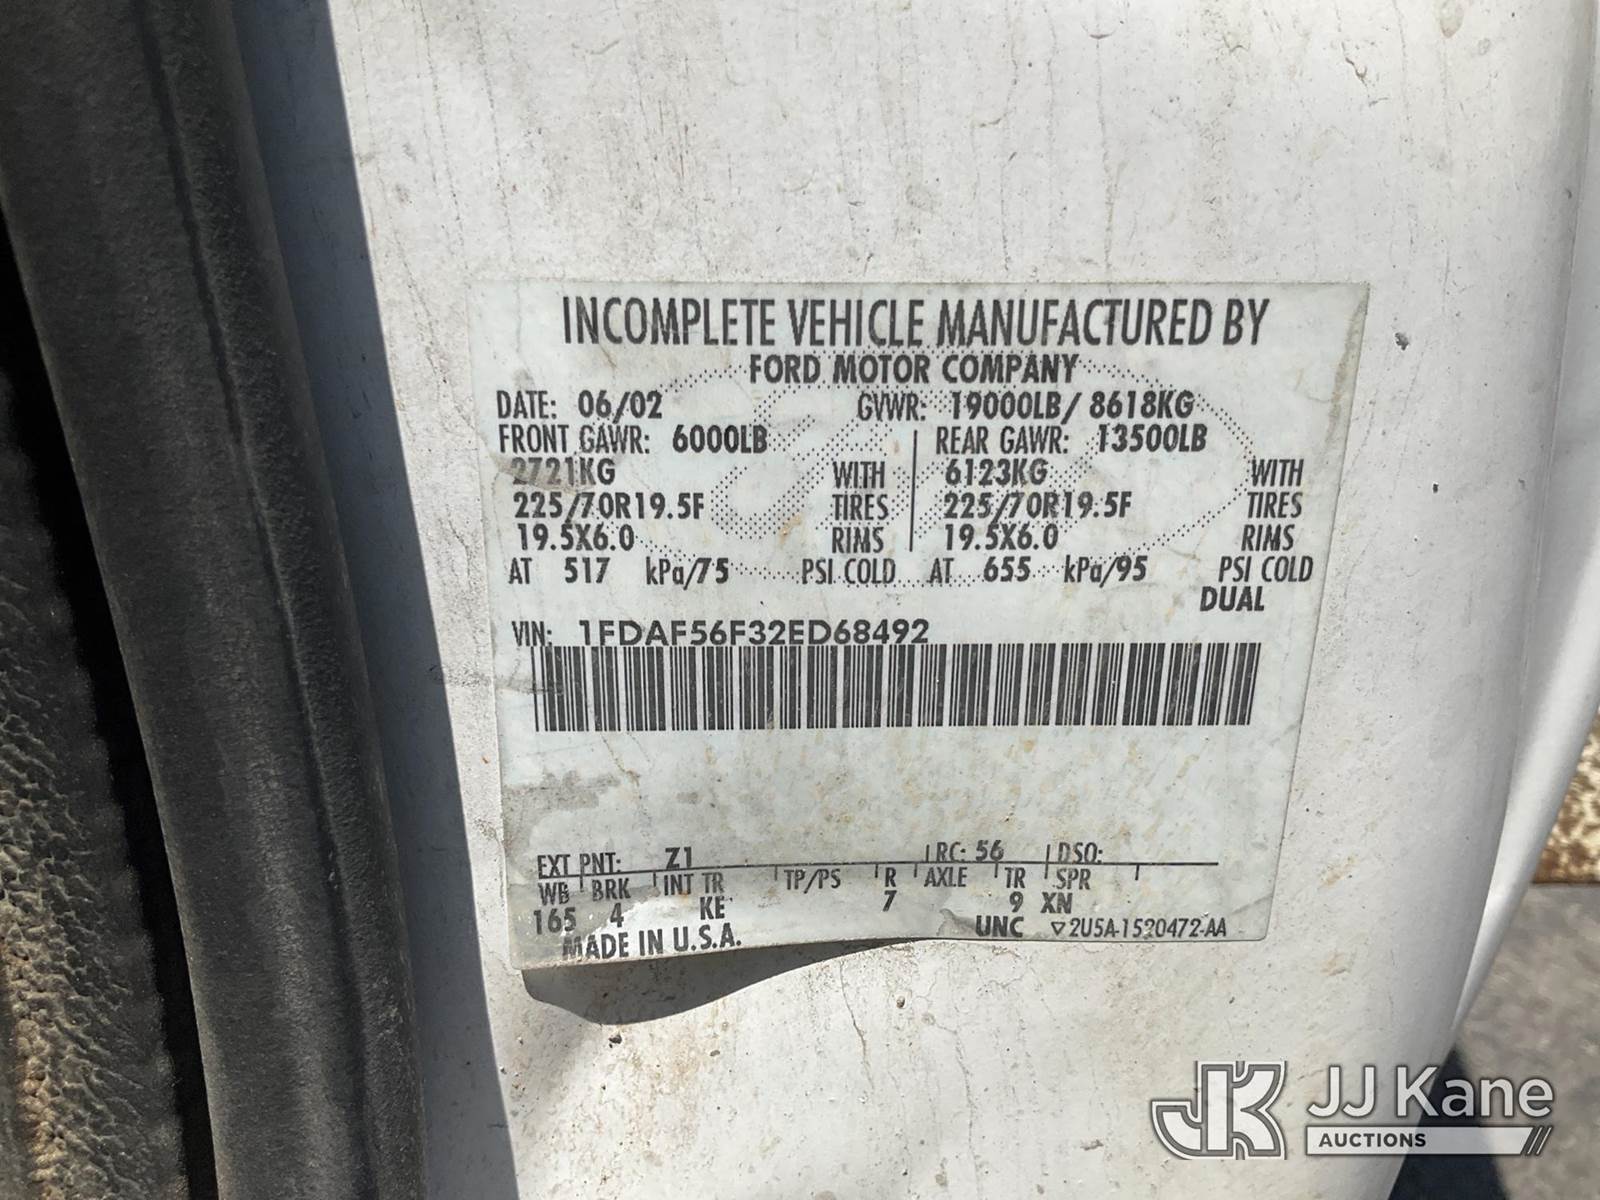 INCOMPLETE VEHICLE MANUFACTURED BY
FORD MOTOR COMPANY
DATE: 06/02 GVWR: 19000LB/ 8618KG
FRONT GAWR: 6000LB REAR GAWR: 13500LB
2721KG WITH 6123KG WITH
225/70R19.5F TIRES 225/70R19.5F TIRES
19.5X6.0 RIMS 19.5X6.0 RIMS
AT 517 kPa/75 PSI COLD AT 655 kPa/95 PSI COLD
DUAL
VIN: 1FDAF56F32ED68492
EXT PNT: Z1 RC: 56 DSO:
WB BRK INT TR TP/PS R AXLE TR SPR
165 4 KE 7 9 XN
MADE IN U.S.A. UNC 2U5A-1520472-AA
JK JJ Kane
AUCTIONS